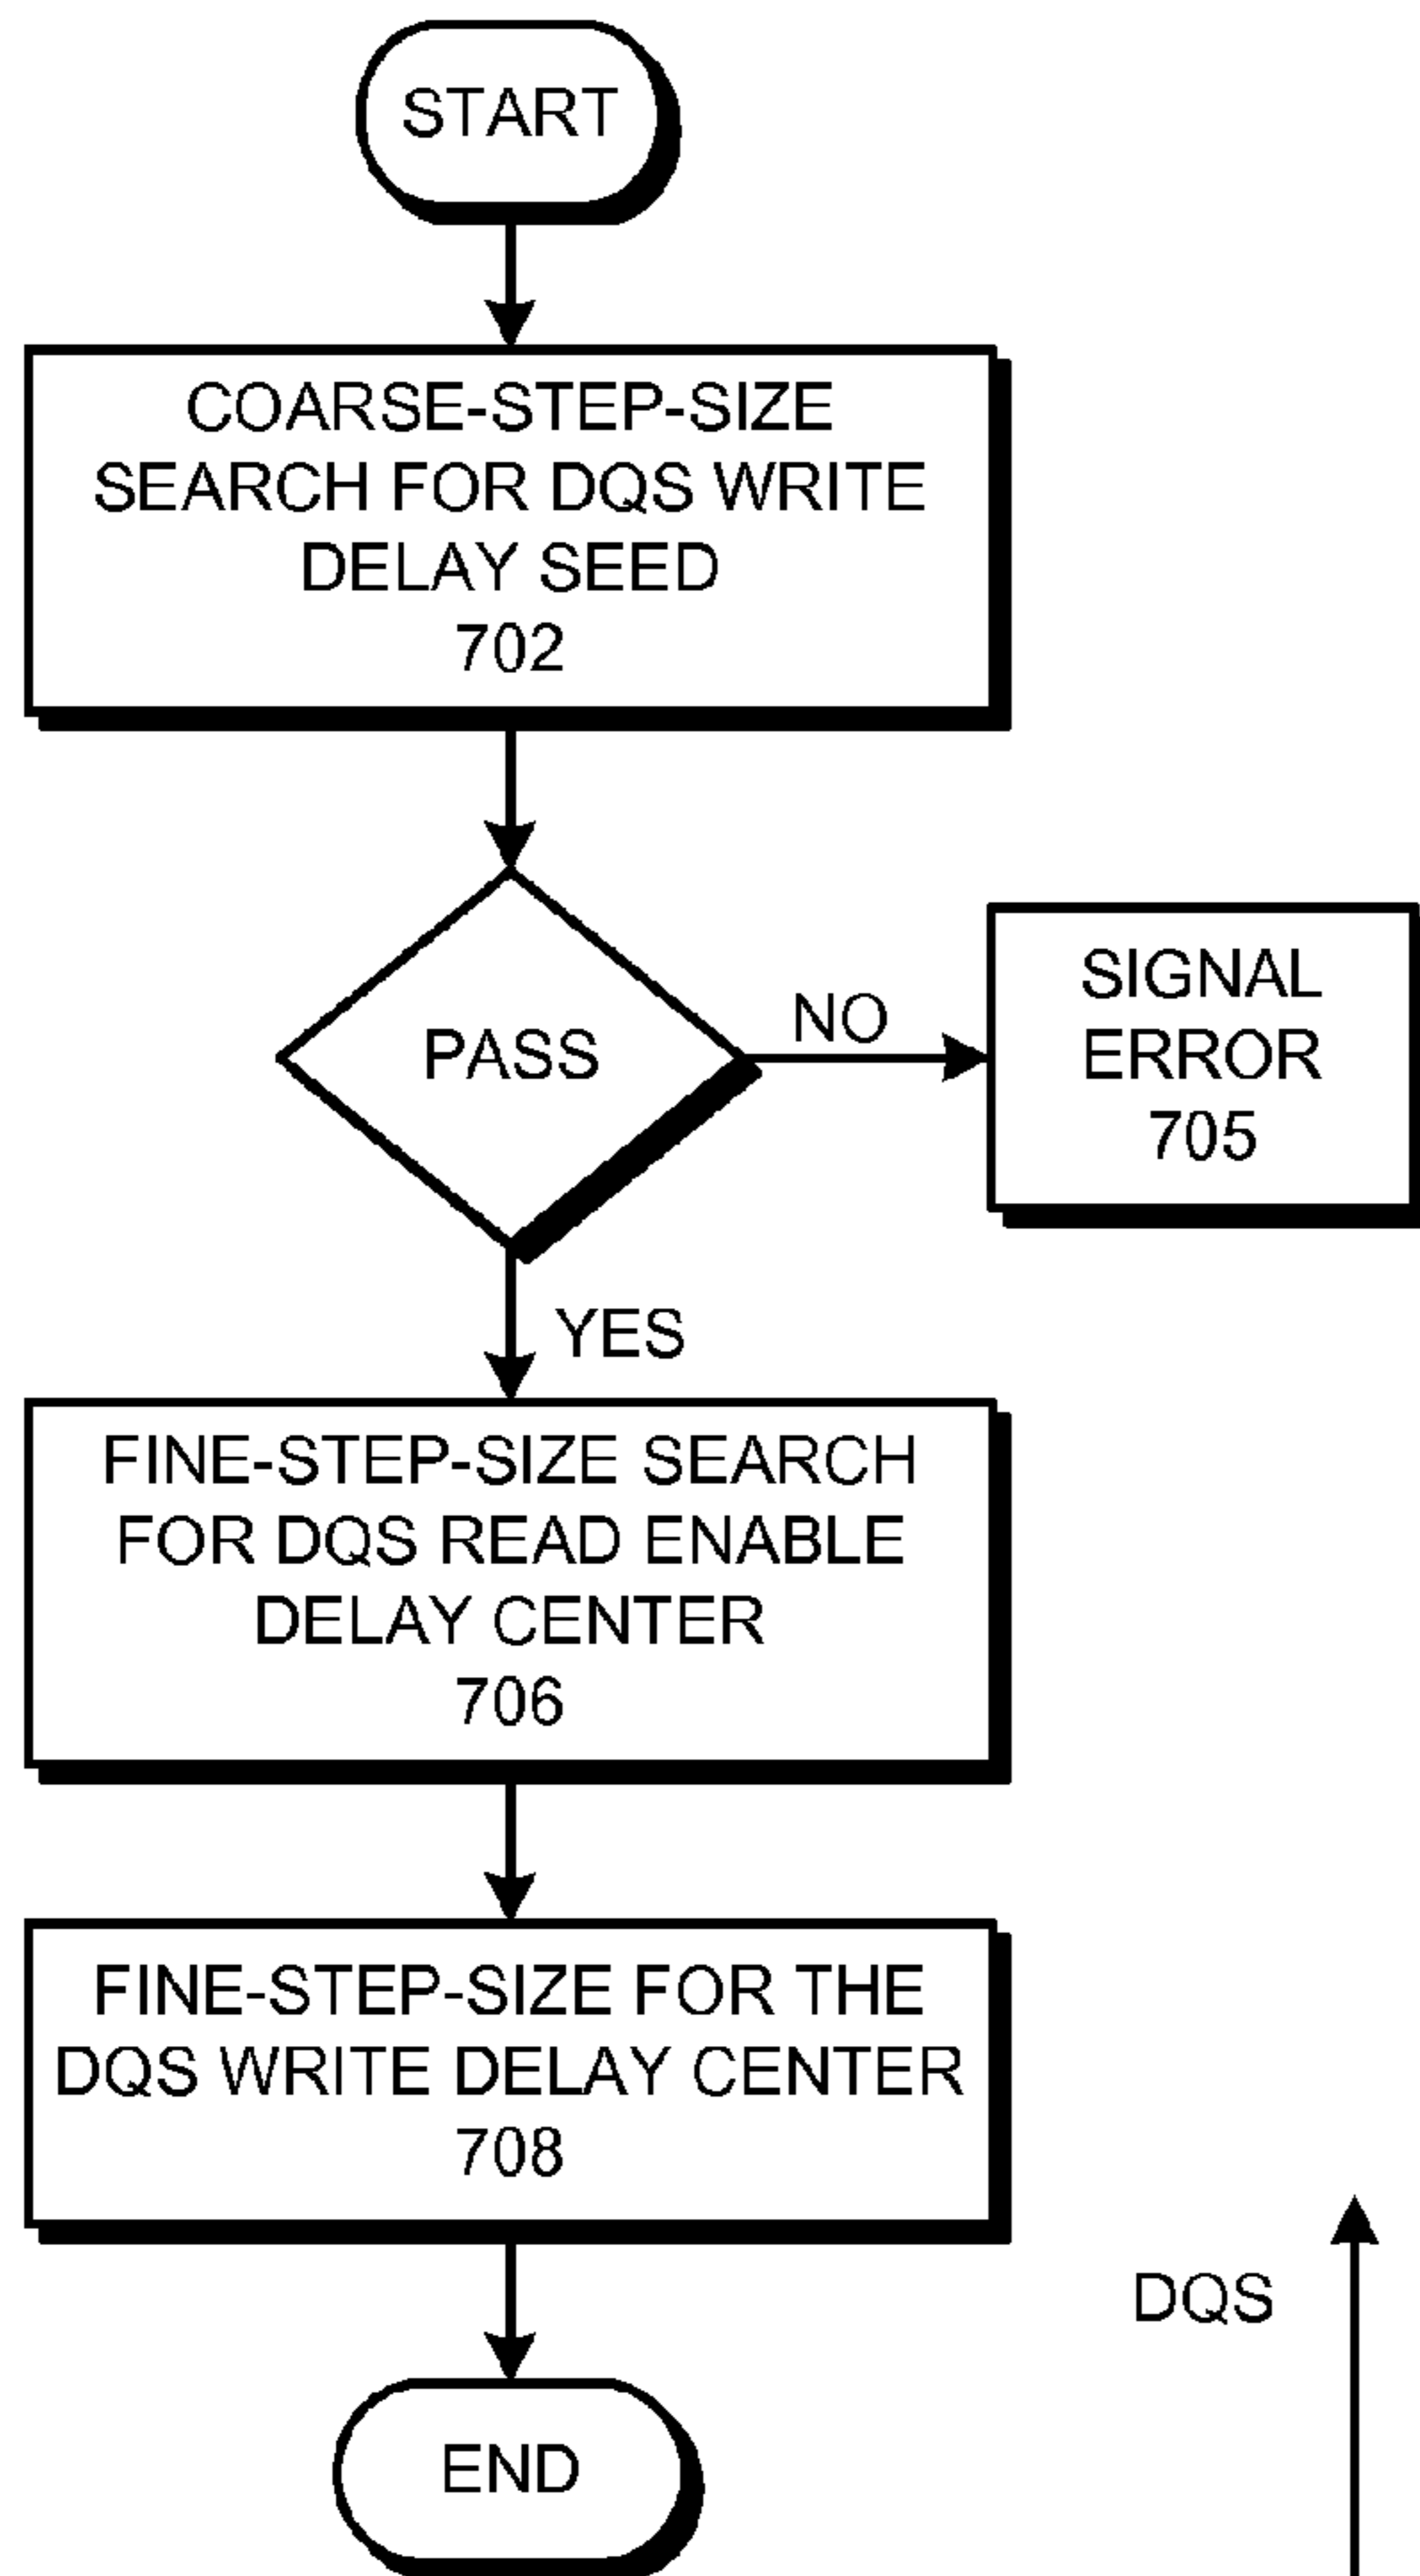 START
COARSE-STEP-SIZE
SEARCH FOR DQS WRITE
DELAY SEED
702
PASS
NO
SIGNAL
ERROR
705
YES
FINE-STEP-SIZE SEARCH
FOR DQS READ ENABLE
DELAY CENTER
706
FINE-STEP-SIZE FOR THE
DQS WRITE DELAY CENTER
708
DQS
END